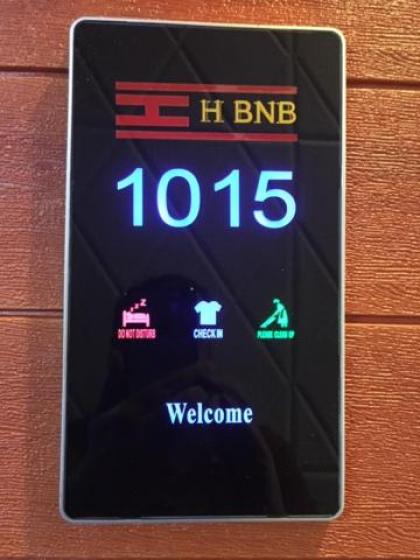 H BNB
1015
DO NOT DISTURB
CHECK IN
PLEASE CLEAN UP
Welcome